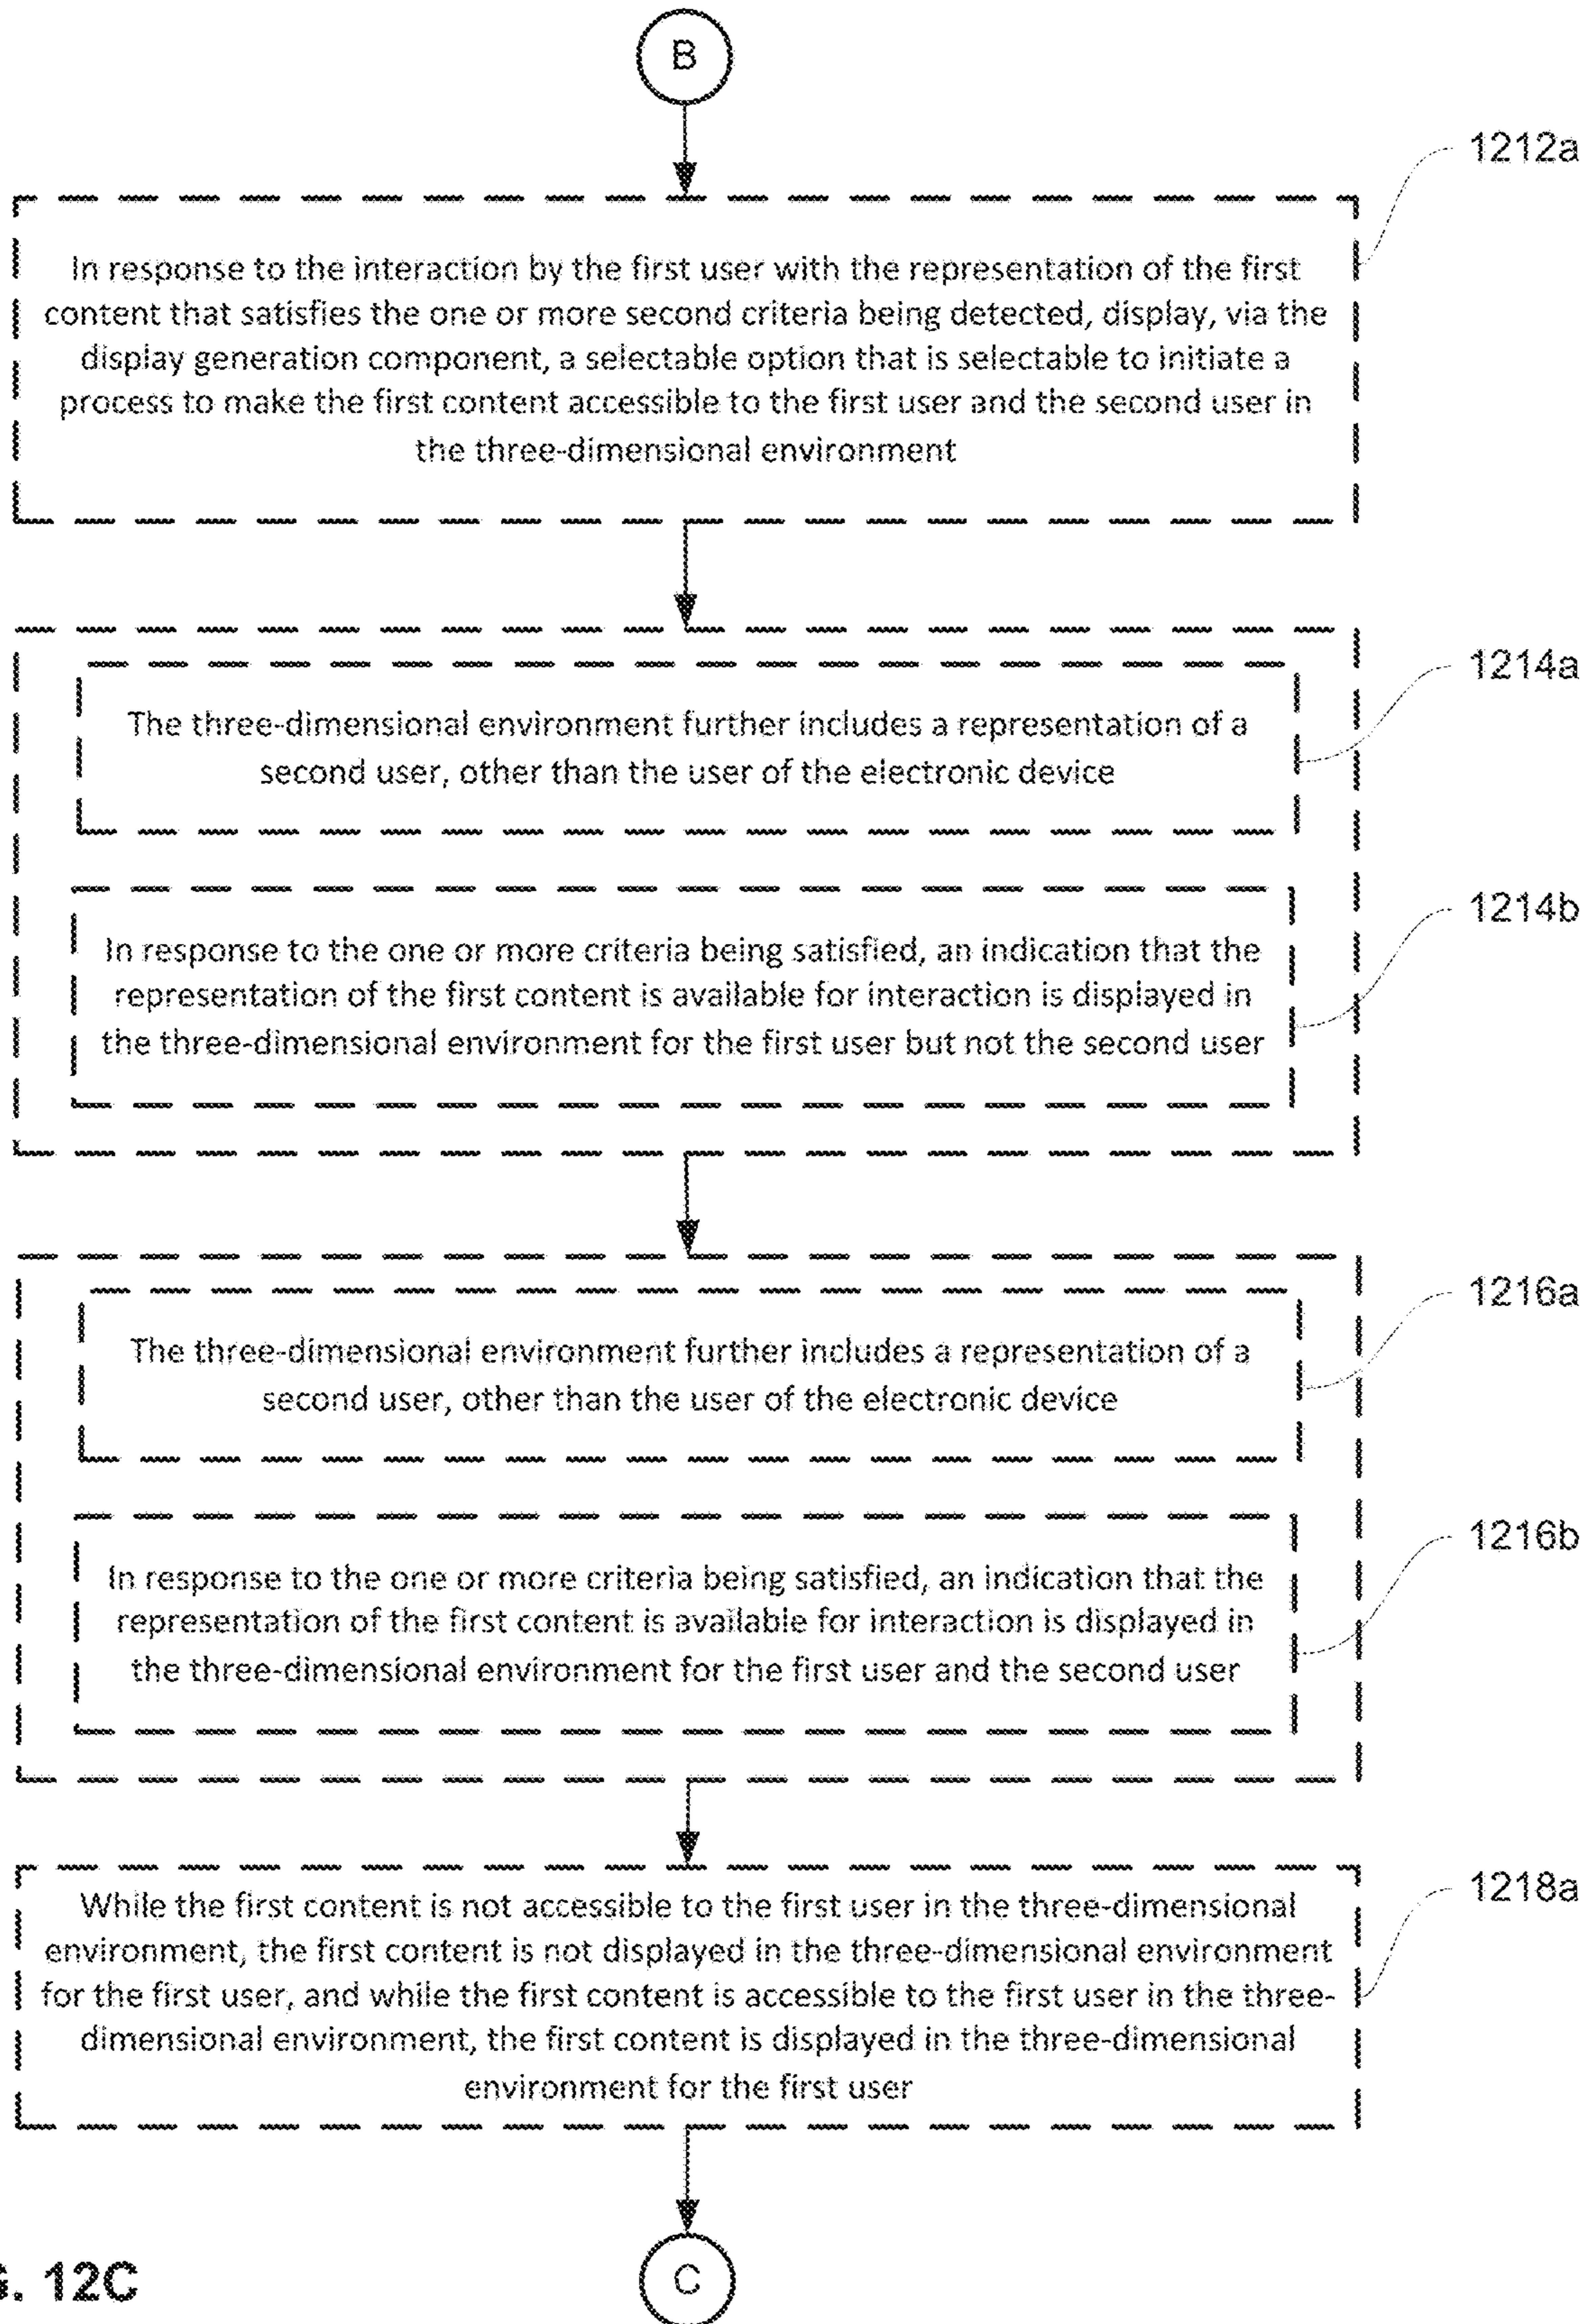 B
1212a
In response to the interaction by the first user with the representation of the first
content that satisfies the one or more second criteria being detected, display, via the
display generation component, a selectable option that is selectable to initiate a
process to make the first content accessible to the first user and the second user in
the three-dimensional environment
1214a
The three-dimensional environment further includes a representation of a
second user, other than the user of the electronic device
1214b
In response to the one or more criteria being satisfied, an indication that the
representation of the first content is available for interaction is displayed in
the three-dimensional environment for the first user but not the second user
1216a
The three-dimensional environment further includes a representation of a
second user, other than the user of the electronic device
1216b
In response to the one or more criteria being satisfied, an indication that the
representation of the first content is available for interaction is displayed in
the three-dimensional environment for the first user and the second user
1218a
While the first content is not accessible to the first user in the three-dimensional
environment, the first content is not displayed in the three-dimensional environment
for the first user, and while the first content is accessible to the first user in the three-
dimensional environment, the first content is displayed in the three-dimensional
environment for the first user
G. 12C
C